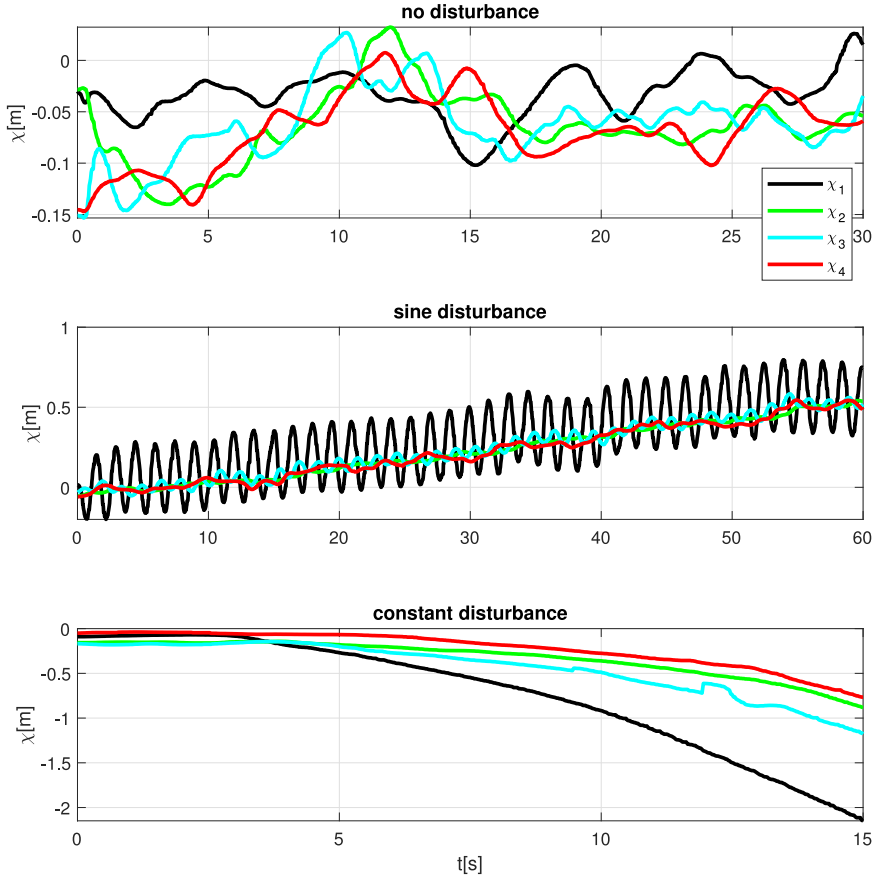 no disturbance
χ[m]
0
-0.05
-0.1
-0.15
0 5 10 15 20 25 30
χ1
χ2
χ3
χ4
sine disturbance
χ[m]
1
0.5
0
0 10 20 30 40 50 60
constant disturbance
χ[m]
0
-0.5
-1
-1.5
-2
0 5 10 15
t[s]